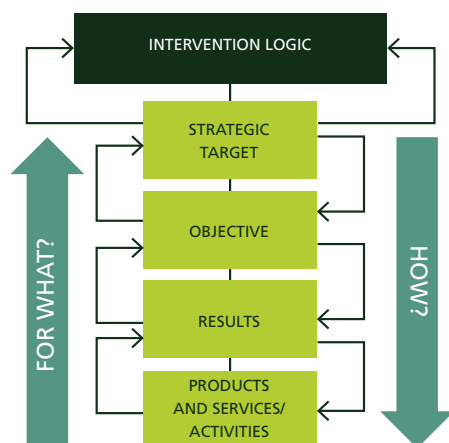 INTERVENTION LOGIC
STRATEGIC
TARGET
OBJECTIVE
RESULTS
PRODUCTS
AND SERVICES/
ACTIVITIES
FOR WHAT?
HOW?